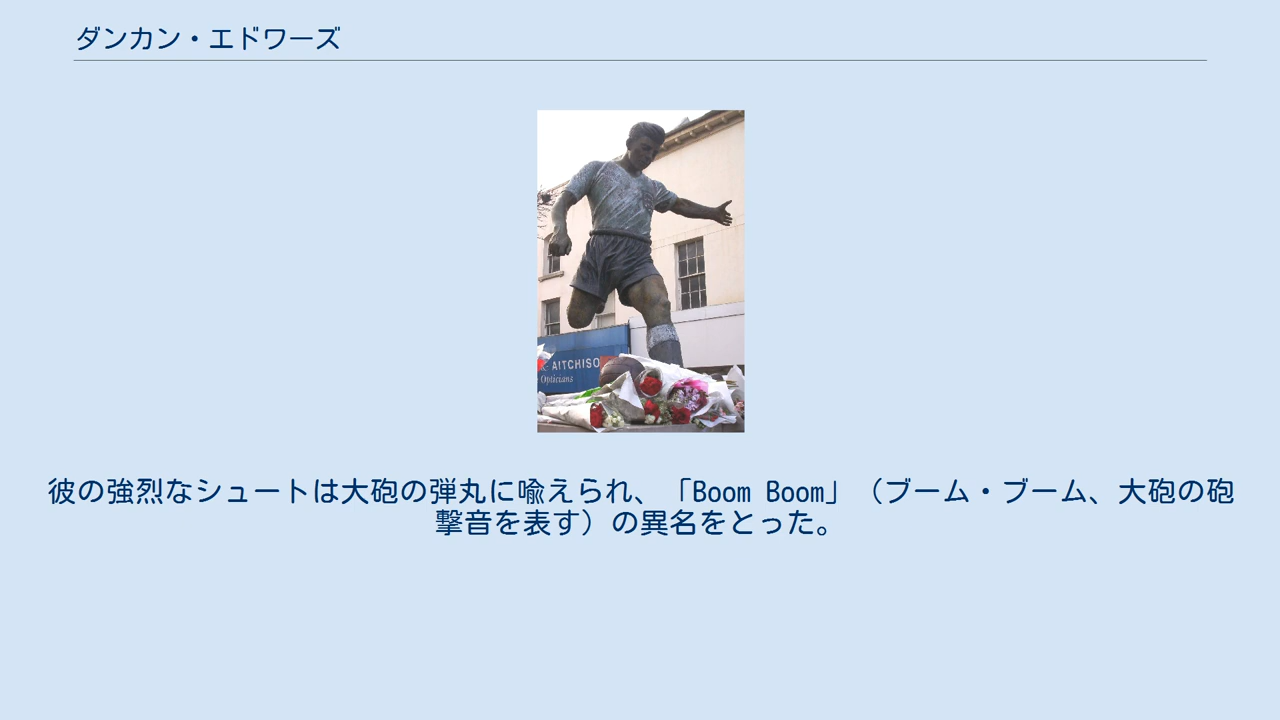 ダンカン・エドワーズ
AITCHISO
Opticians
彼の強烈なシュートは大砲の弾丸に喩えられ、「Boom Boom」（ブーム・ブーム、大砲の砲
撃音を表す）の異名をとった。